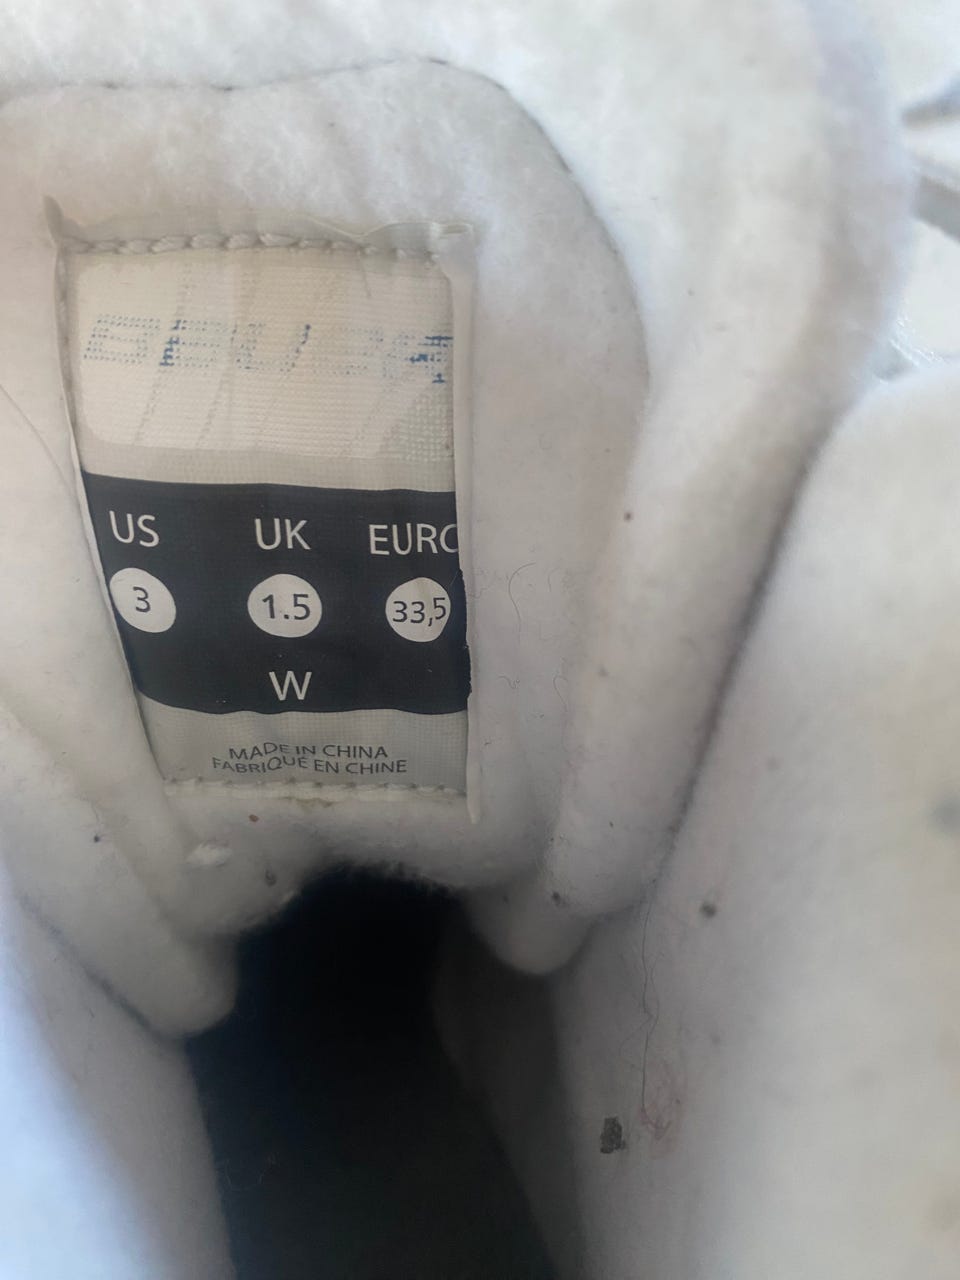 US UK EURO
3 1.5 33,5
W
MADE IN CHINA
FABRIQUÉ EN CHINE